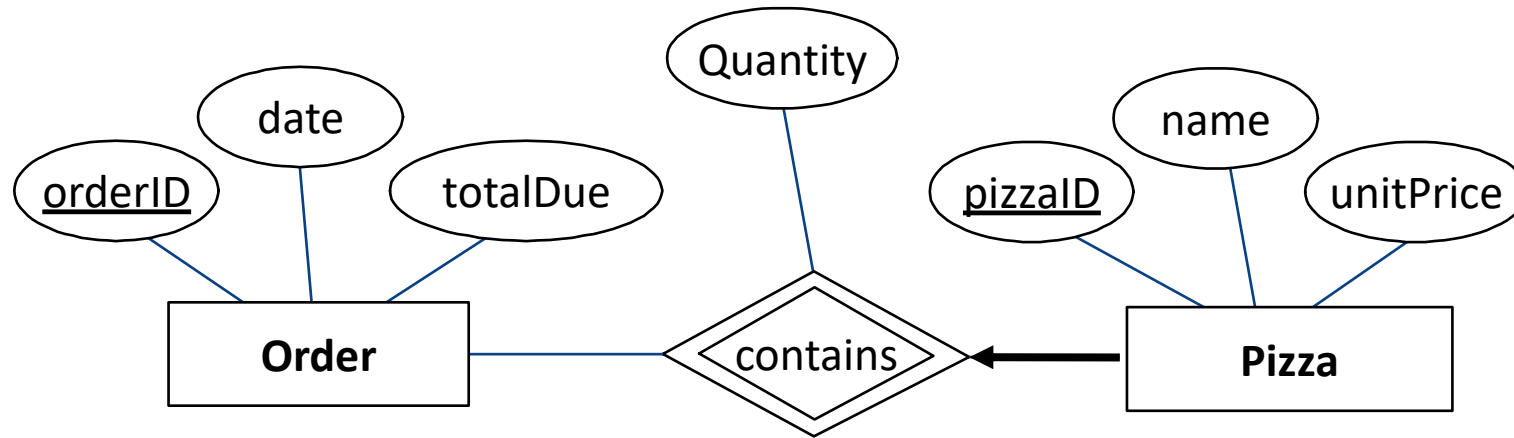 Quantity
date
name
orderID
totalDue
pizzaID
unitPrice
Order
contains
Pizza